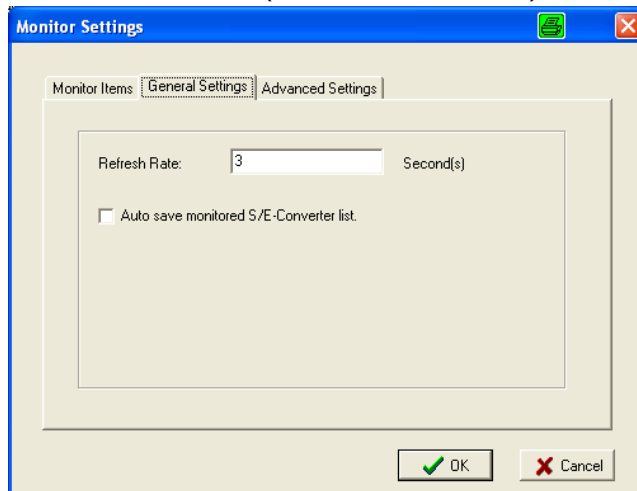 Monitor Settings
Monitor Items General Settings Advanced Settings
Refresh Rate: 3 Second(s)
Auto save monitored S/E-Converter list.
OK Cancel